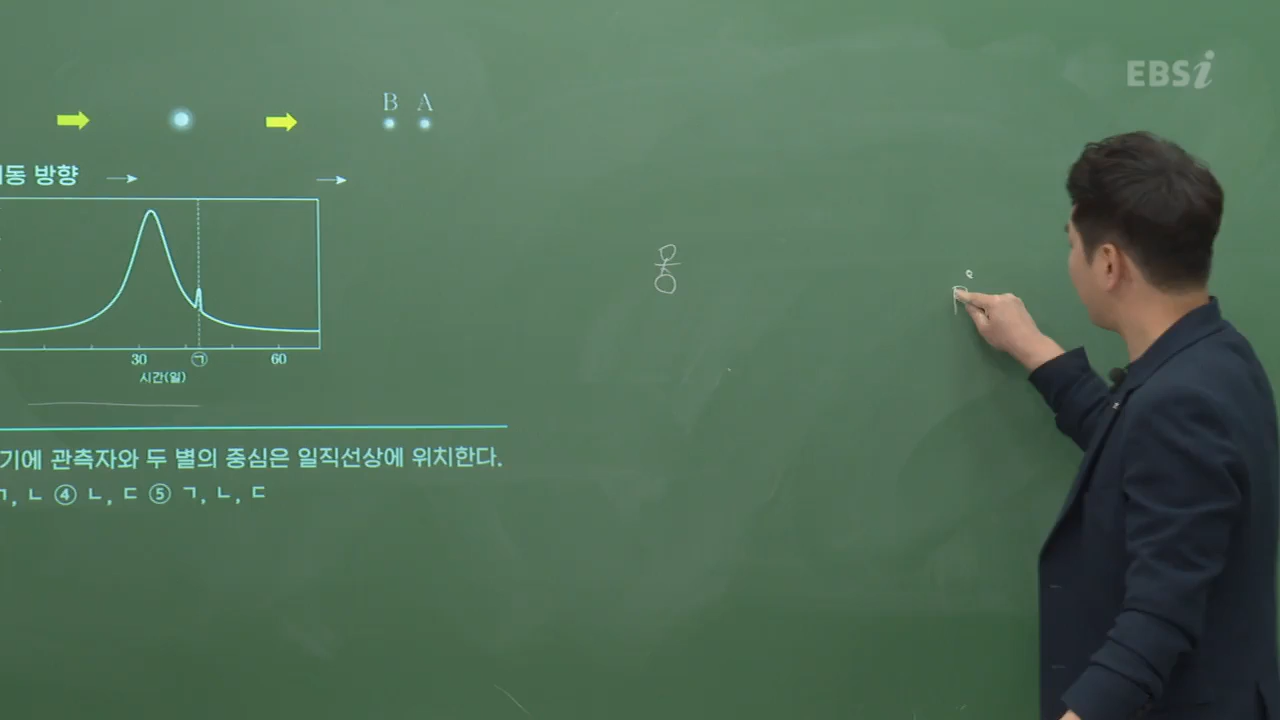 EBSi
B A
동 방향
30 ㉠ 60
시간(일)
기에 관측자와 두 별의 중심은 일직선상에 위치한다.
ㄱ, ㄴ ④ ㄴ, ㄷ ⑤ ㄱ, ㄴ, ㄷ